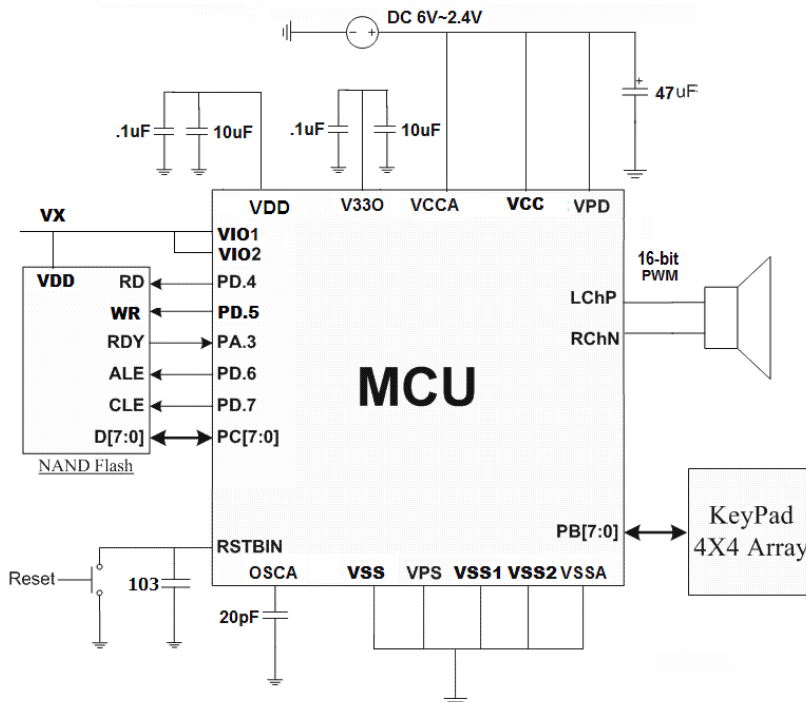 DC 6V~2.4V
47uF
.1uF
10uF
.1uF
10uF
VDD
V33O
VCCA
VCC
VPD
VX
VIO1
VIO2
VDD
RD
PD.4
WR
PD.5
RDY
PA.3
ALE
PD.6
CLE
PD.7
D[7:0]
PC[7:0]
NAND Flash
MCU
16-bit
PWM
LChP
RChN
PB[7:0]
KeyPad
4X4 Array
RSTBIN
Reset
103
OSCA
VSS
VPS
VSS1
VSS2
VSSA
20pF